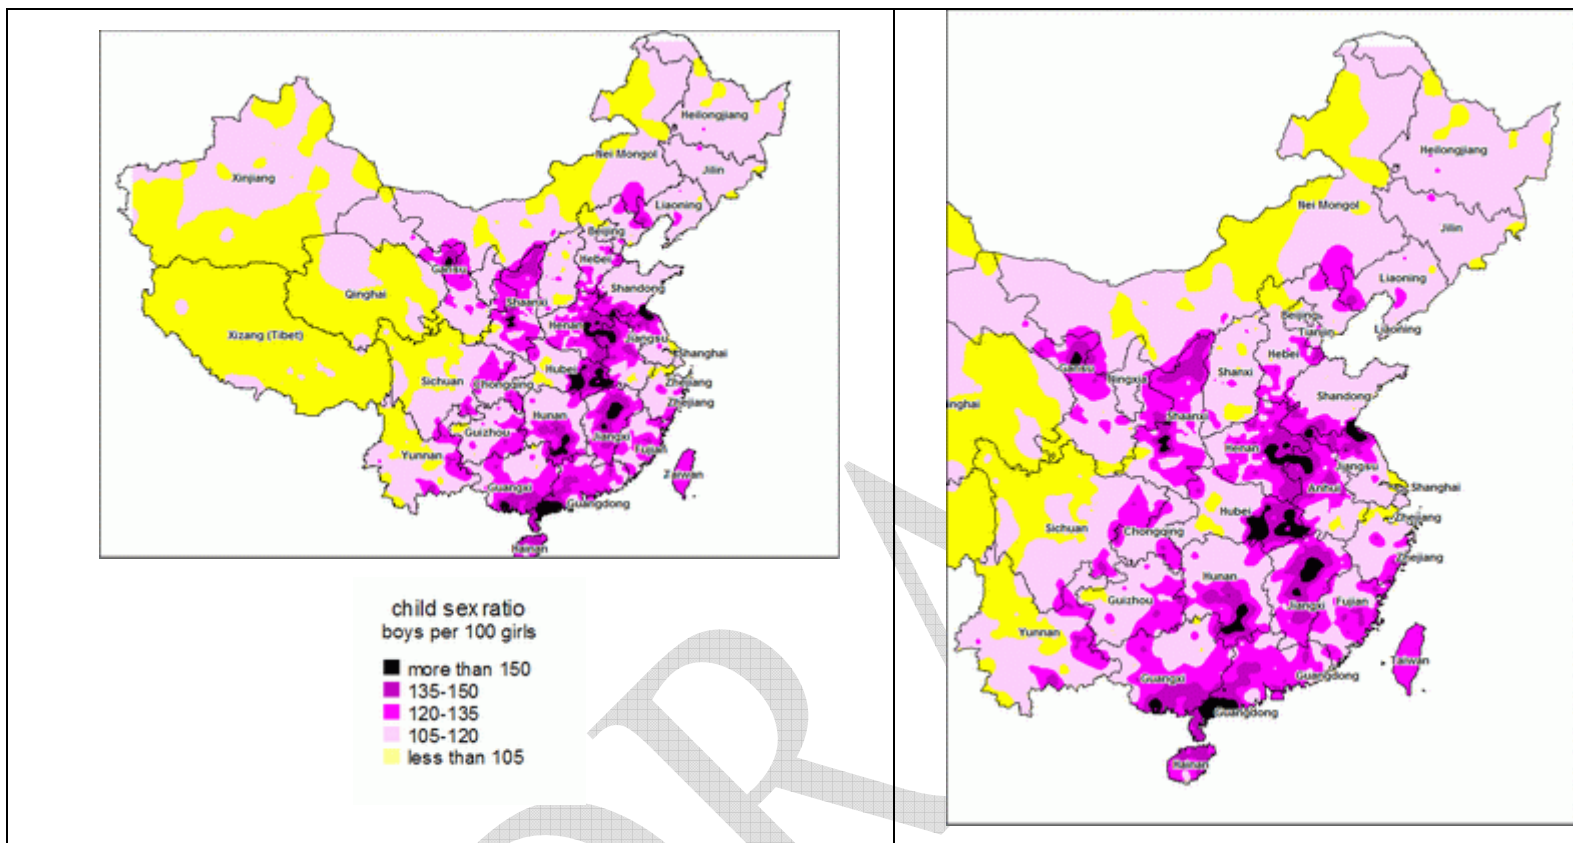 Heilongjiang
Nei Mongol
Jilin
Xinjiang
Liaoning
Beijing
Hebei
Gansu
Shandong
Qinghai
Shaanxi
Henan
Xizang (Tibet)
Jiangsu
Shanghai
Hubei
Sichuan
Chongqing
Zhejiang
Zhejiang
Hunan
Guizhou
Jiangxi
Fujian
Yunnan
Taiwan
Guangxi
Guangdong
Hainan
child sex ratio
boys per 100 girls
more than 150
135-150
120-135
105-120
less than 105
Heilongjiang
Nei Mongol
Jilin
Liaoning
Beijing
Tianjin
Liaoning
Hebei
Gansu
Ningxia
Shanxi
Shandong
inghai
Shaanxi
Henan
Jiangsu
Anhui
Shanghai
Hubei
Zhejiang
Sichuan
Chongqing
Zhejiang
Hunan
Guizhou
Jiangxi
Fujian
Yunnan
Taiwan
Guangxi
Guangdong
Guangdong
Hainan